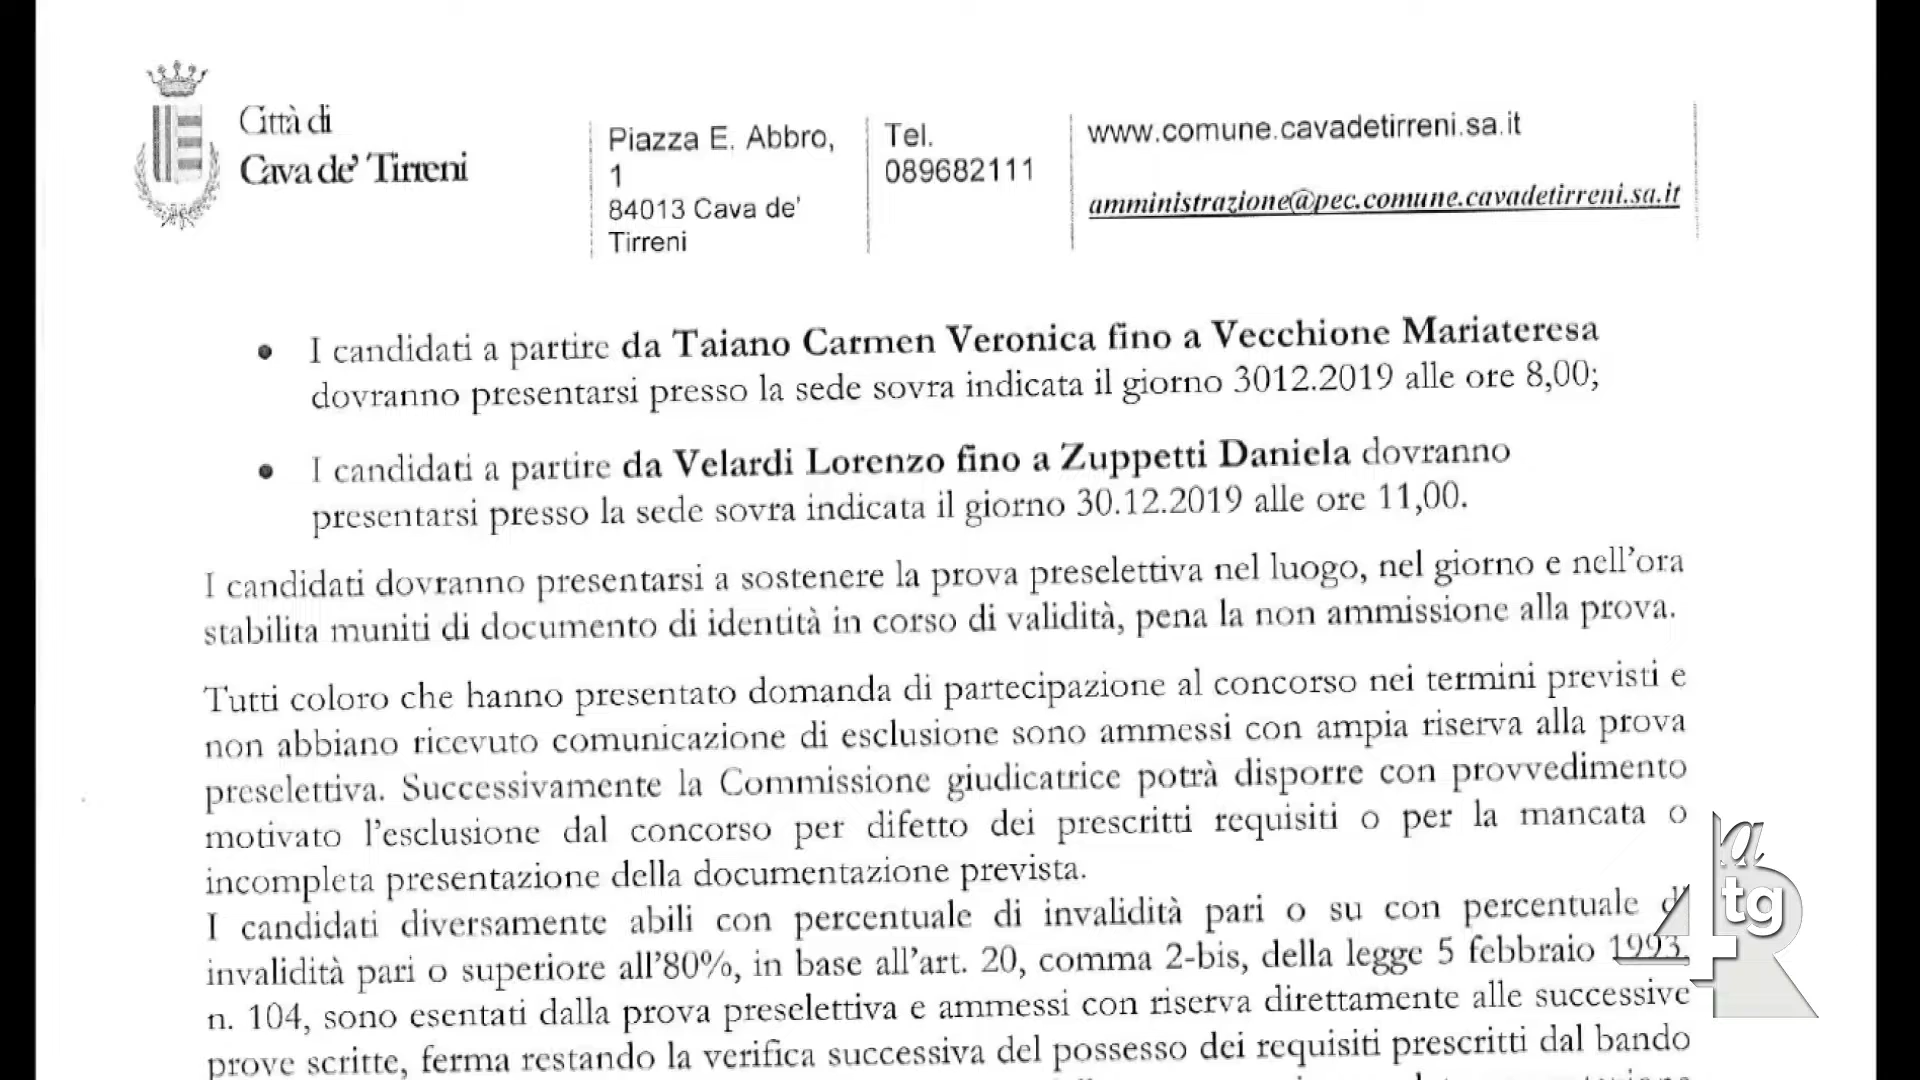 Città di
Cava de' Tirreni
Piazza E. Abbro,
1
84013 Cava de'
Tirreni
Tel.
089682111
www.comune.cavadetirreni.sa.it
amministrazione@pec.comune.cavadetirreni.sa.it
• I candidati a partire da Taiano Carmen Veronica fino a Vecchione Mariateresa
dovranno presentarsi presso la sede sovra indicata il giorno 3012.2019 alle ore 8,00;
• I candidati a partire da Velardi Lorenzo fino a Zuppetti Daniela dovranno
presentarsi presso la sede sovra indicata il giorno 30.12.2019 alle ore 11,00.
I candidati dovranno presentarsi a sostenere la prova preselettiva nel luogo, nel giorno e nell'ora
stabilita muniti di documento di identità in corso di validità, pena la non ammissione alla prova.
Tutti coloro che hanno presentato domanda di partecipazione al concorso nei termini previsti e
non abbiano ricevuto comunicazione di esclusione sono ammessi con ampia riserva alla prova
preselettiva. Successivamente la Commissione giudicatrice potrà disporre con provvedimento
motivato l'esclusione dal concorso per difetto dei prescritti requisiti o per la mancata o
incompleta presentazione della documentazione prevista.
I candidati diversamente abili con percentuale di invalidità pari o su con percentuale di
invalidità pari o superiore all'80%, in base all'art. 20, comma 2-bis, della legge 5 febbraio 1993,
n. 104, sono esentati dalla prova preselettiva e ammessi con riserva direttamente alle successive
prove scritte, ferma restando la verifica successiva del possesso dei requisiti prescritti dal bando
la
tg
4R